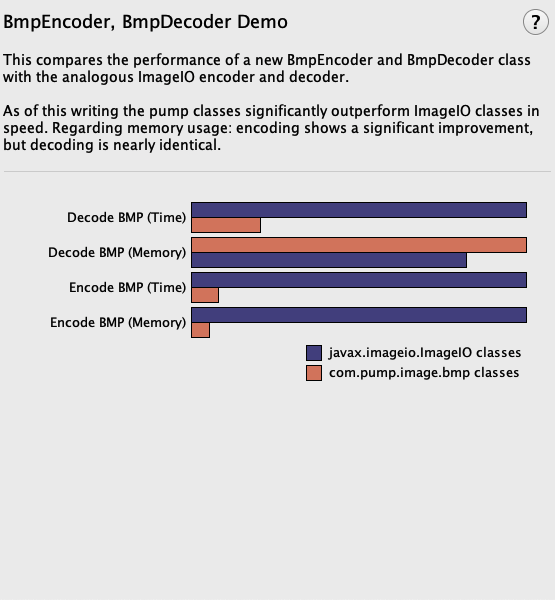 BmpEncoder, BmpDecoder Demo
?
This compares the performance of a new BmpEncoder and BmpDecoder class
with the analogous ImageIO encoder and decoder.
As of this writing the pump classes significantly outperform ImageIO classes in
speed. Regarding memory usage: encoding shows a significant improvement,
but decoding is nearly identical.
Decode BMP (Time)
Decode BMP (Memory)
Encode BMP (Time)
Encode BMP (Memory)
javax.imageio.ImageIO classes
com.pump.image.bmp classes